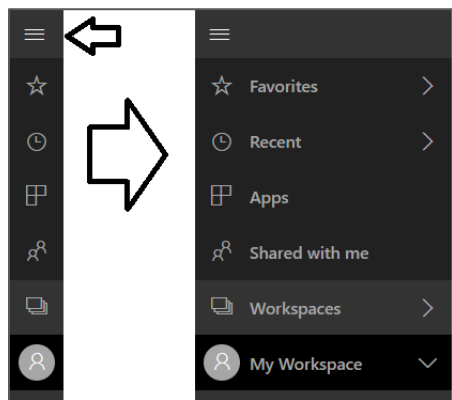 Favorites
Recent
Apps
Shared with me
Workspaces
My Workspace